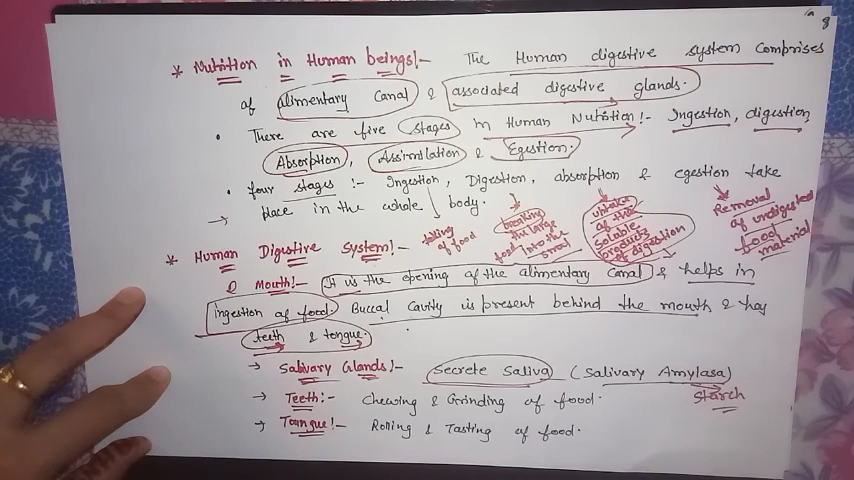 8
* Nutrition in Human beings!- The Human digestive system comprises
of alimentary Canal & associated digestive glands.
• There are five stages in Human Nutrition!- Ingestion, digestion,
Absorption, Assimilation & Egestion.
• four stages!- Ingestion, Digestion, absorption & egestion take
→ place in the whole body.
taking of food
breaking the large food Into the small
uptake of the soluble products of digestion
Removal of undigested food material
* Human Digestive System!-
Mouth!- It is the opening of the alimentary Canal & helps in
ingestion of food. Buccal Cavity is present behind the mouth & has
teeth & tongue.
→ Salivary Glands!- Secrete Saliva (Salivary Amylasa)
Starch
→ Teeth:- Chewing & Grinding of food.
→ Toungue!- Rolling & Tasting of food.